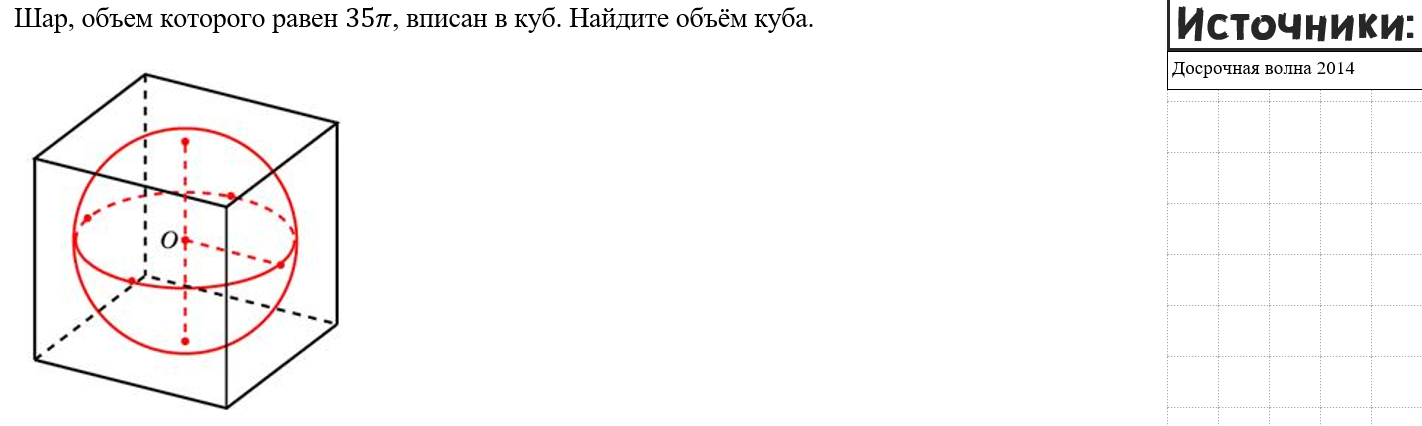 Шар, объем которого равен 35π, вписан в куб. Найдите объём куба.
Источники:
Досрочная волна 2014
O